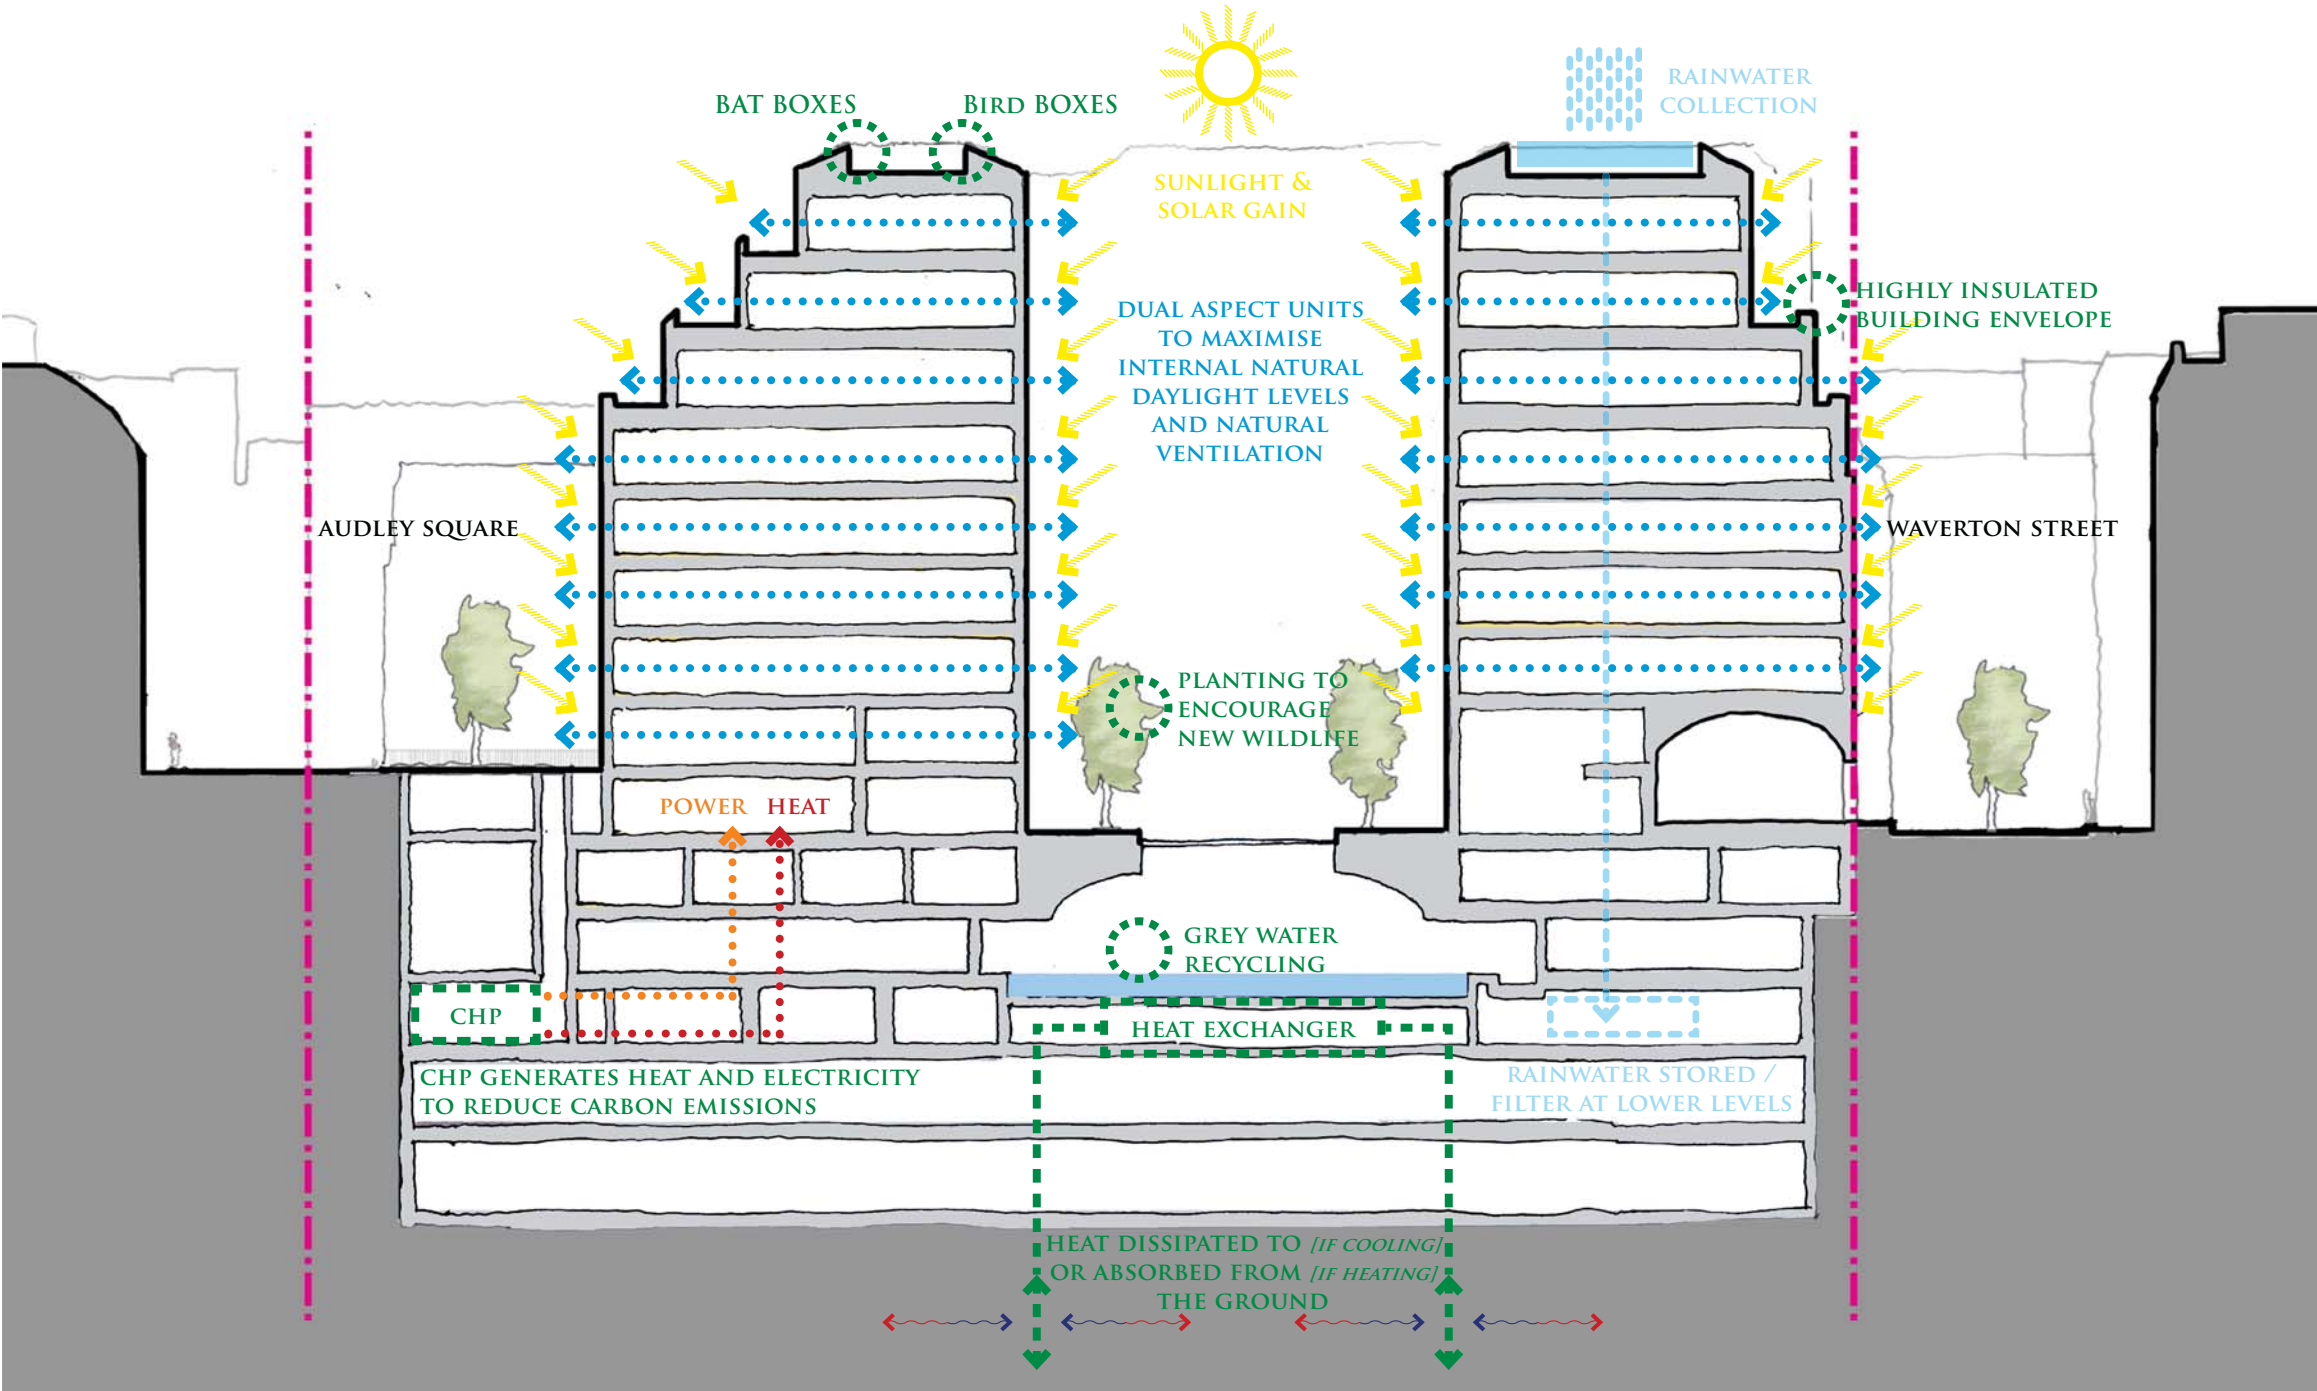 BAT BOXES
BIRD BOXES
RAINWATER
COLLECTION
SUNLIGHT &
SOLAR GAIN
HIGHLY INSULATED
BUILDING ENVELOPE
DUAL ASPECT UNITS
TO MAXIMISE
INTERNAL NATURAL
DAYLIGHT LEVELS
AND NATURAL
VENTILATION
AUDLEY SQUARE
WAVERTON STREET
PLANTING TO
ENCOURAGE
NEW WILDLIFE
POWER
HEAT
GREY WATER
RECYCLING
CHP
HEAT EXCHANGER
CHP GENERATES HEAT AND ELECTRICITY
TO REDUCE CARBON EMISSIONS
RAINWATER STORED /
FILTER AT LOWER LEVELS
HEAT DISSIPATED TO [IF COOLING]
OR ABSORBED FROM [IF HEATING]
THE GROUND